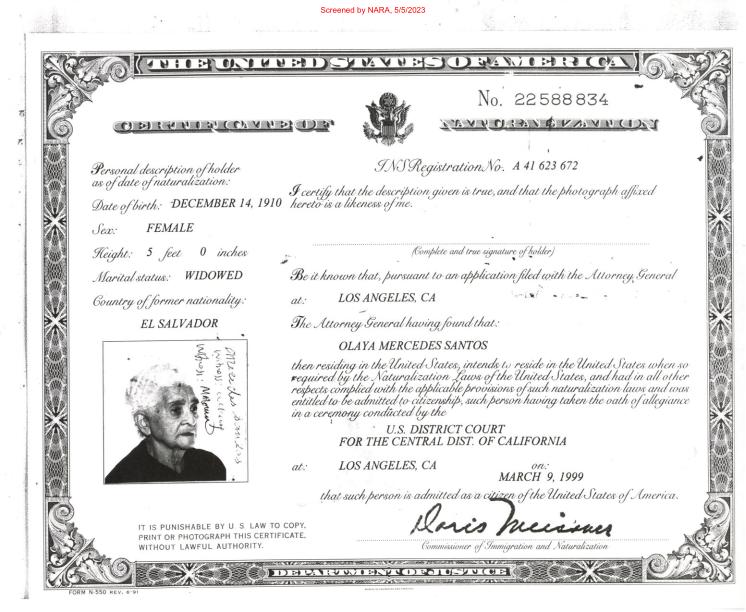 Screened by NARA, 5/5/2023
THE UNITED STATES OF AMERICA
No. 22588834
CERTIFICATE OF NATURALIZATION
Personal description of holder
as of date of naturalization:
Date of birth: DECEMBER 14, 1910
Sex: FEMALE
Height: 5 feet 0 inches
Marital status: WIDOWED
Country of former nationality:
EL SALVADOR
INS Registration No. A 41 623 672
I certify that the description given is true, and that the photograph affixed
hereto is a likeness of me.
(Complete and true signature of holder)
Be it known that, pursuant to an application filed with the Attorney General
at: LOS ANGELES, CA
The Attorney General having found that:
OLAYA MERCEDES SANTOS
then residing in the United States, intends to reside in the United States when so
required by the Naturalization Laws of the United States, and had in all other
respects complied with the applicable provisions of such naturalization laws and was
entitled to be admitted to citizenship, such person having taken the oath of allegiance
in a ceremony conducted by the
U.S. DISTRICT COURT
FOR THE CENTRAL DIST. OF CALIFORNIA
at: LOS ANGELES, CA on:
MARCH 9, 1999
that such person is admitted as a citizen of the United States of America.
Doris Meissner
Commissioner of Immigration and Naturalization
IT IS PUNISHABLE BY U. S. LAW TO COPY,
PRINT OR PHOTOGRAPH THIS CERTIFICATE,
WITHOUT LAWFUL AUTHORITY.
DEPARTMENT OF JUSTICE
FORM N-550 REV. 6-91